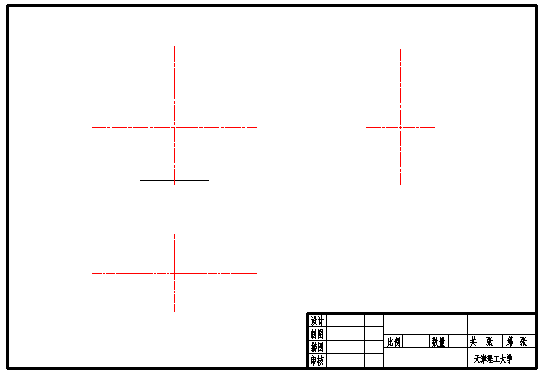 设计
制图
描图
审核
比例 数量 共 张 第 张
天津理工大学